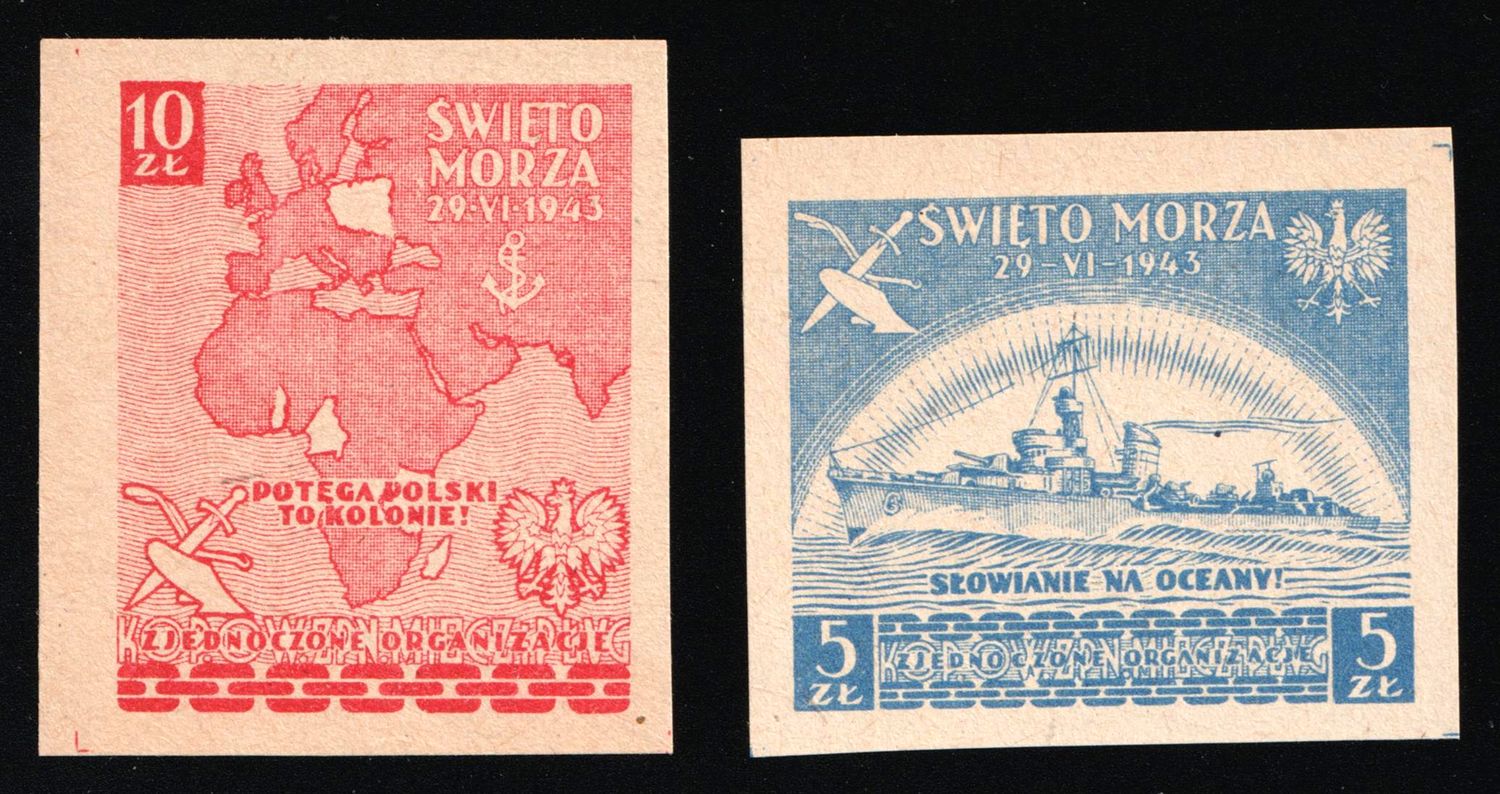 10
ZŁ
ŚWIĘTO
MORZA
29·VI·1943
POTĘGA POLSKI
TO KOLONIE!
ZJEDNOCZONE ORGANIZACJE
ŚWIĘTO MORZA
29-VI-1943
6
SŁOWIANIE NA OCEANY!
5
ZŁ
ZJEDNOCZONE ORGANIZACJE
5
ZŁ